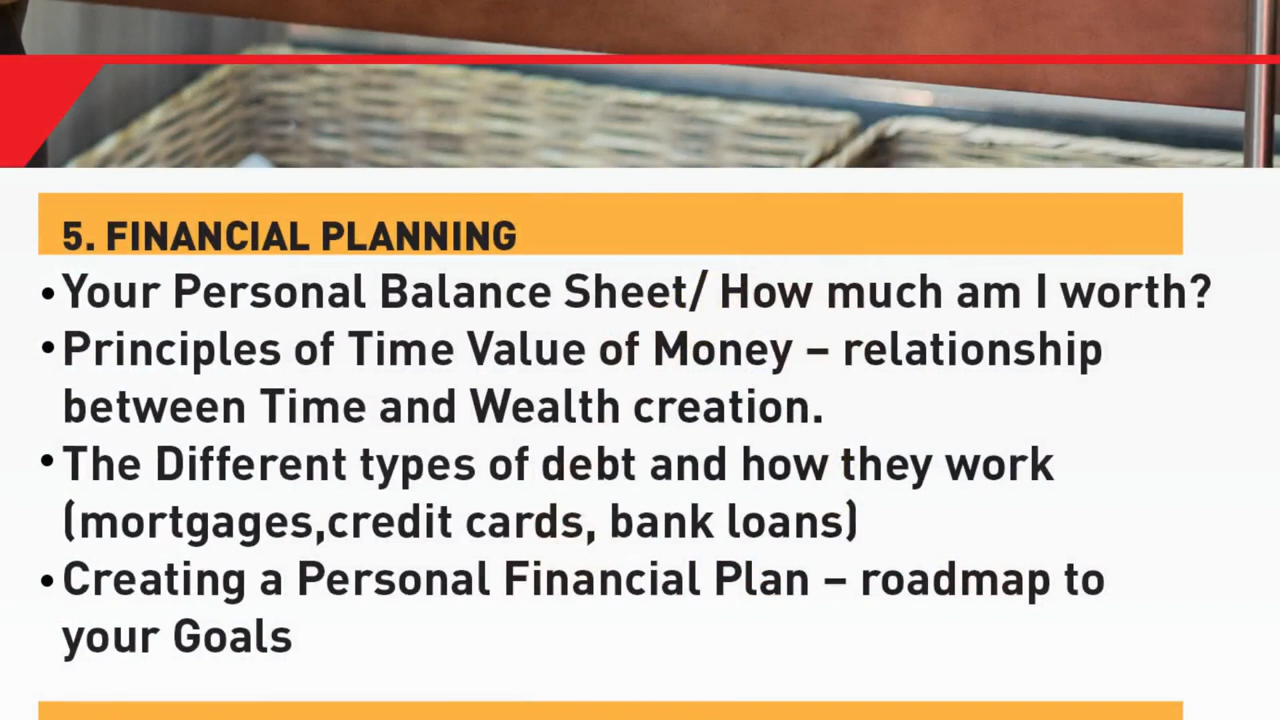 5. FINANCIAL PLANNING
•Your Personal Balance Sheet/ How much am I worth?
•Principles of Time Value of Money – relationship
between Time and Wealth creation.
•The Different types of debt and how they work
(mortgages,credit cards, bank loans)
•Creating a Personal Financial Plan – roadmap to
your Goals